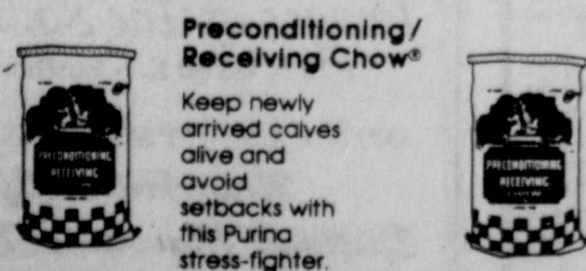 Preconditioning/
Receiving Chow®
Keep newly
arrived calves
alive and
avoid
setbacks with
this Purina
stress-fighter.
PRECONDITIONING
RECEIVING
PRECONDITIONING
RECEIVING